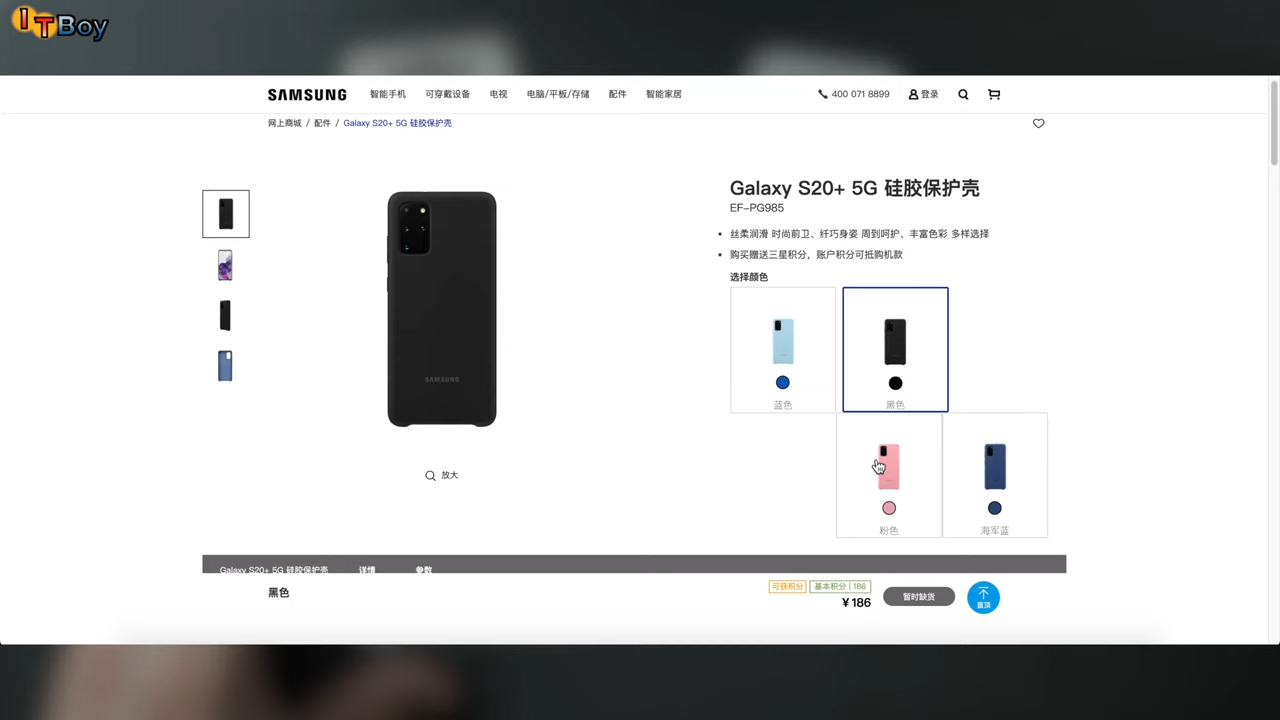 ITBoy
SAMSUNG 智能手机 可穿戴设备 电视 电脑/平板/存储 配件 智能家居 400 071 8899 登录
网上商城 / 配件 / Galaxy S20+ 5G 硅胶保护壳
Galaxy S20+ 5G 硅胶保护壳
EF-PG985
丝柔润滑 时尚前卫、纤巧身姿 周到呵护、丰富色彩 多样选择
购买赠送三星积分，账户积分可抵购机款
选择颜色
蓝色 黑色
粉色 海军蓝
SAMSUNG
放大
Galaxy S20+ 5G 硅胶保护壳 详情 参数
黑色
可获积分 基本积分 | 186
¥ 186
暂时缺货
置顶